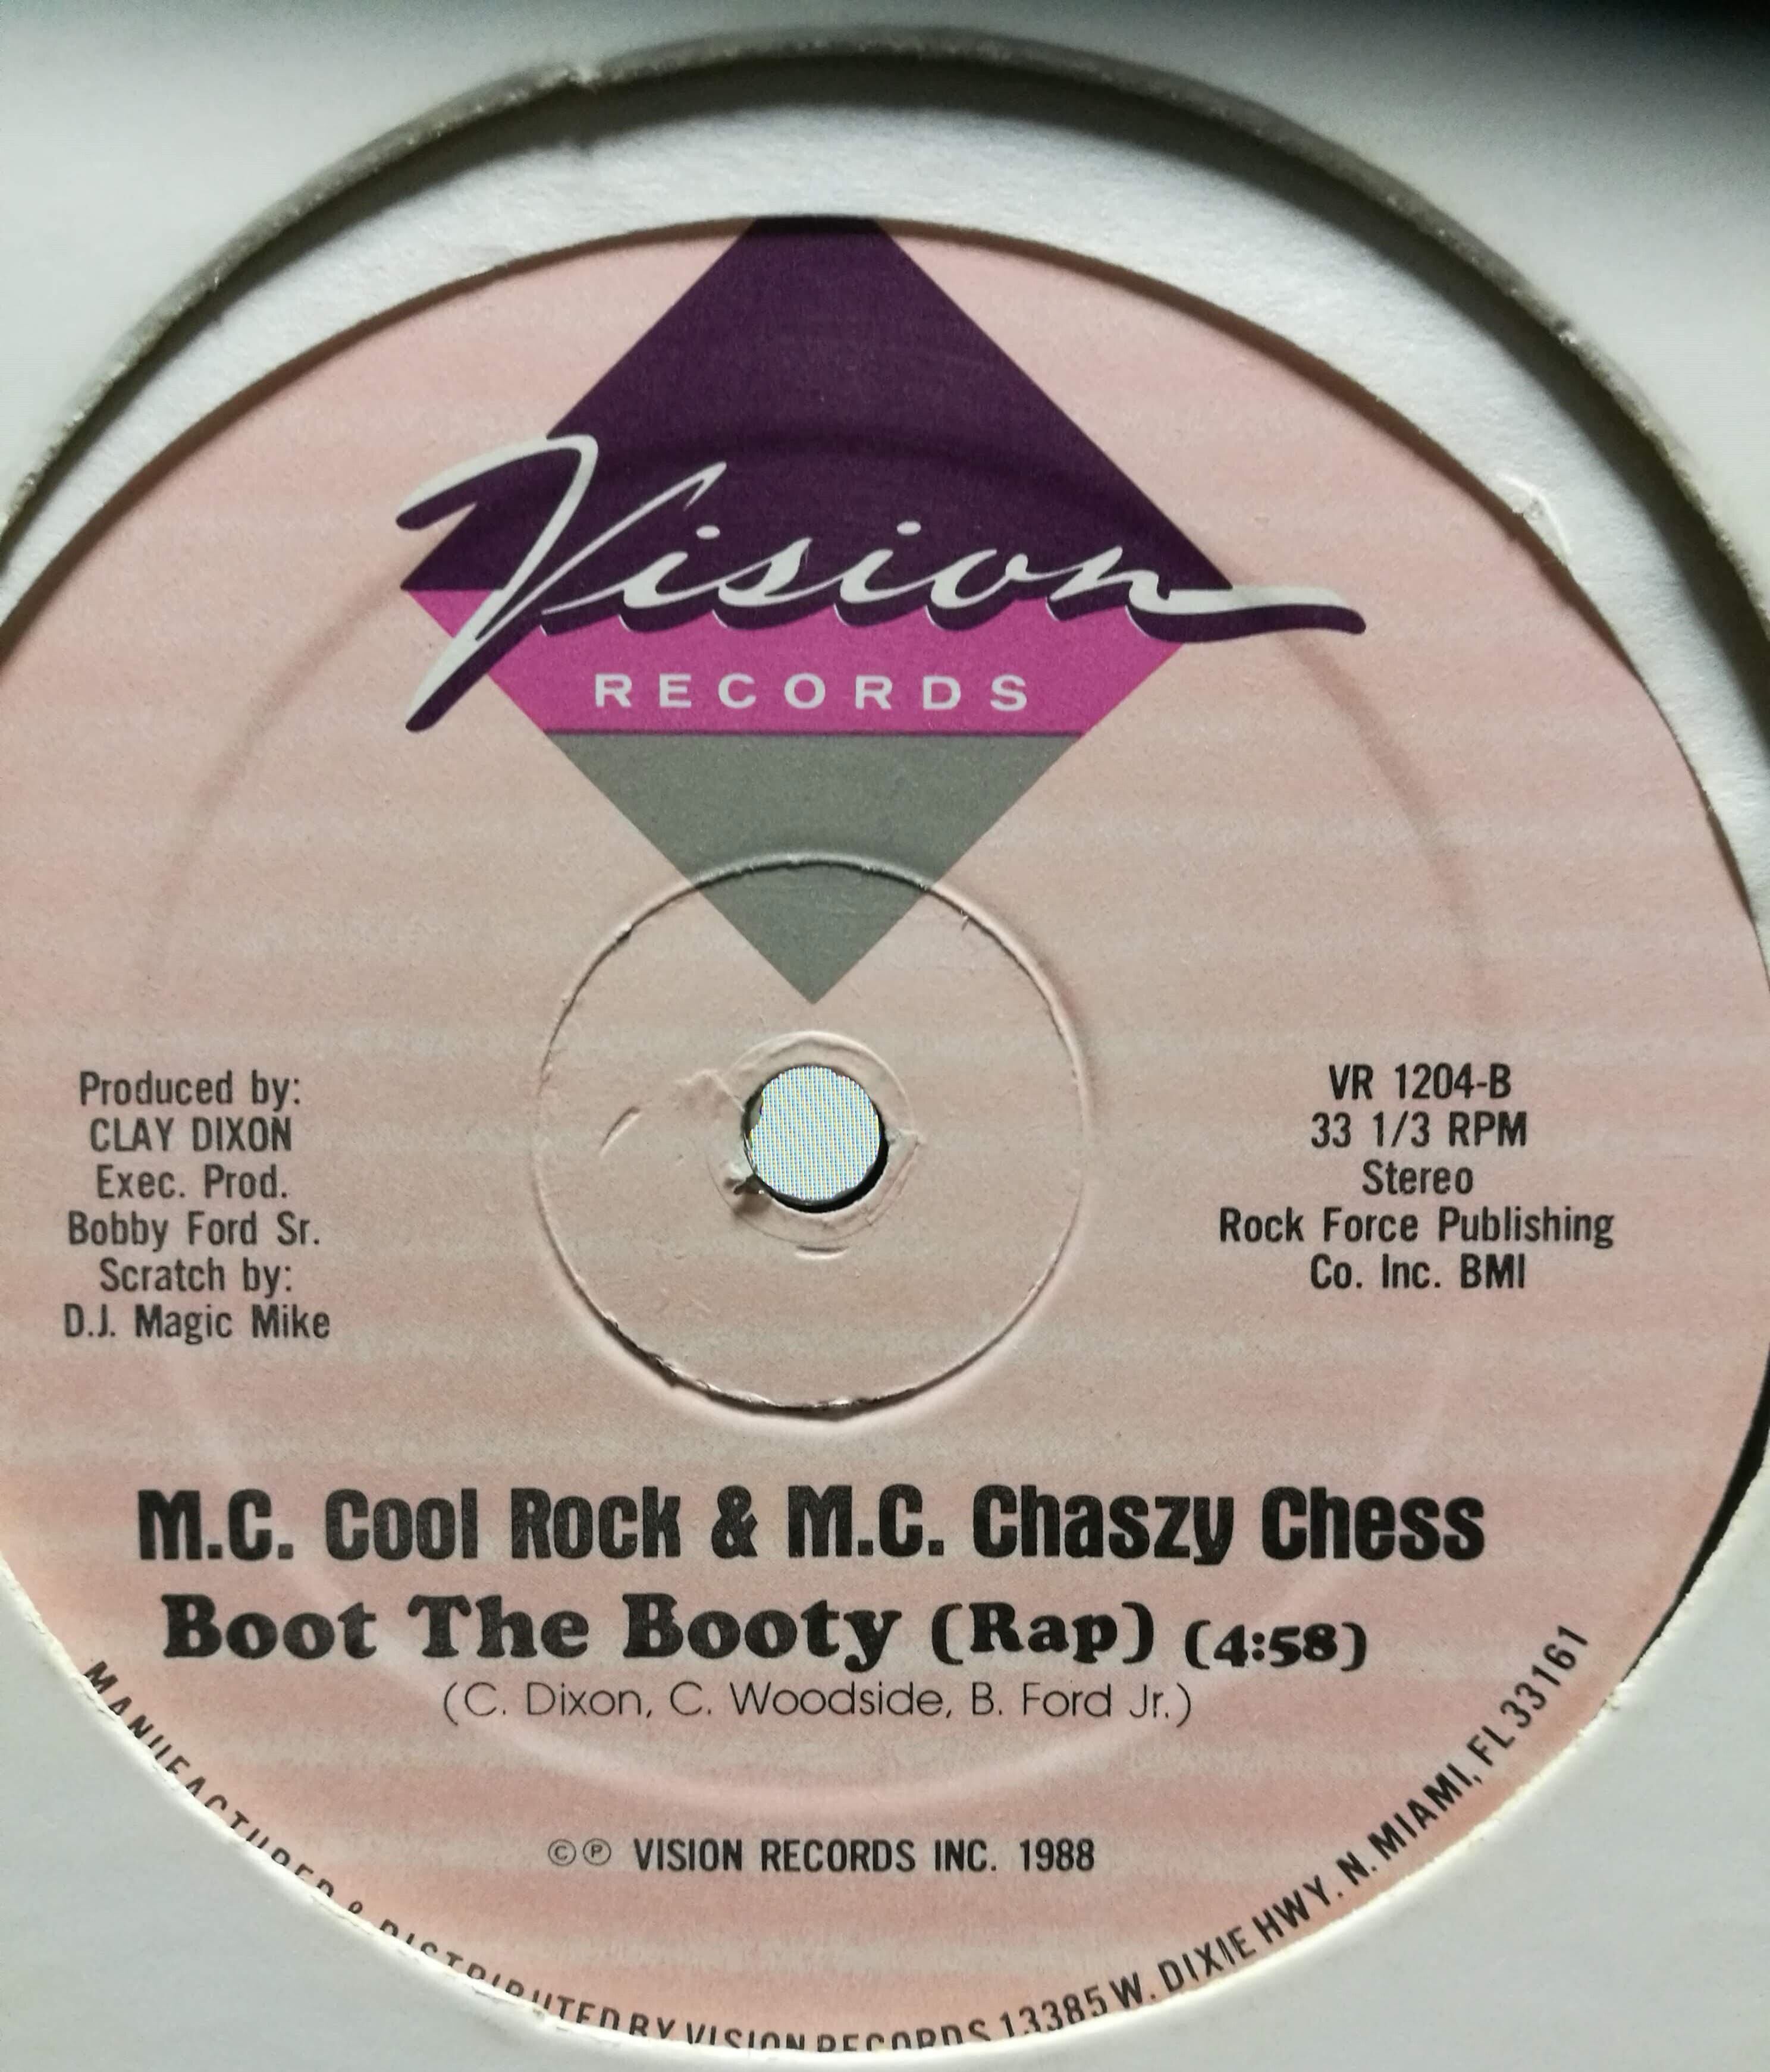 Vision
RECORDS
Produced by:
CLAY DIXON
Exec. Prod.
Bobby Ford Sr.
Scratch by:
D.J. Magic Mike
VR 1204-B
33 1/3 RPM
Stereo
Rock Force Publishing
Co. Inc. BMI
M.C. Cool Rock & M.C. Chaszy Chess
Boot The Booty (Rap) (4:58)
(C. Dixon, C. Woodside, B. Ford Jr.)
©℗ VISION RECORDS INC. 1988
MANUFACTURED & DISTRIBUTED BY VISION RECORDS 13385 W. DIXIE HWY. N. MIAMI, FL 33161